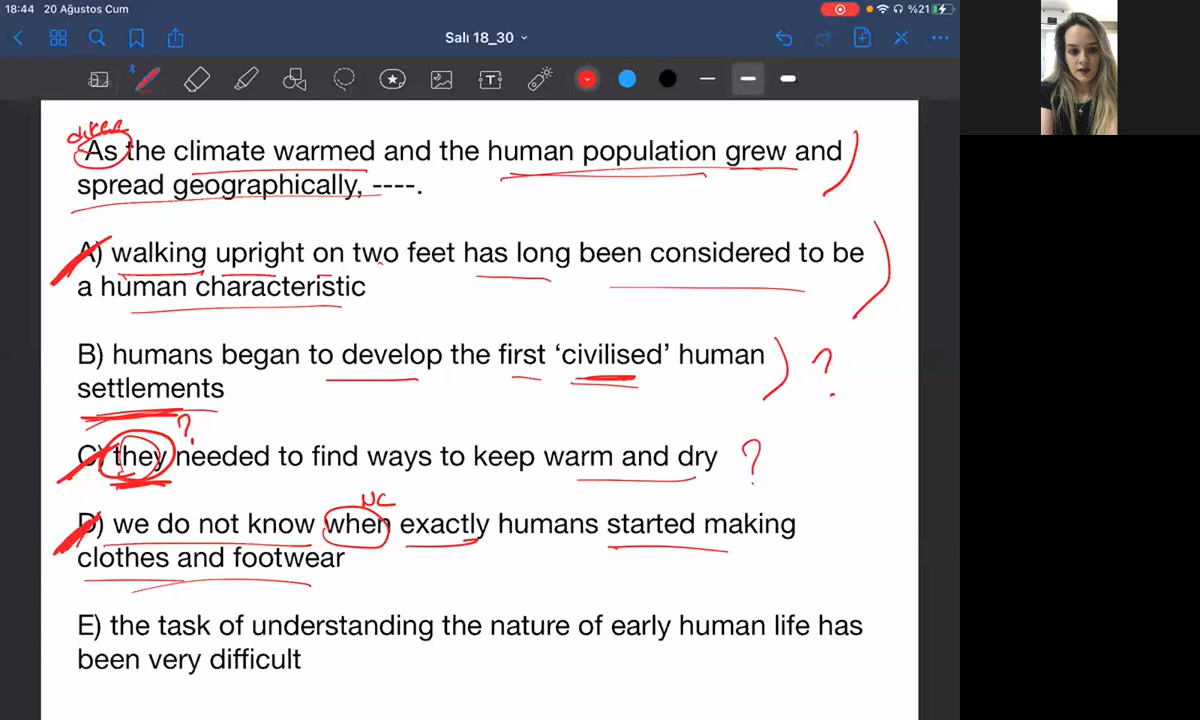 18:44 20 Ağustos Cum
%21
Salı 18_30
T
As the climate warmed and the human population grew and
spread geographically, ----.
A) walking upright on two feet has long been considered to be
a human characteristic
B) humans began to develop the first ‘civilised’ human
?
settlements
?
C) they needed to find ways to keep warm and dry
?
NC
D) we do not know when exactly humans started making
clothes and footwear
E) the task of understanding the nature of early human life has
been very difficult